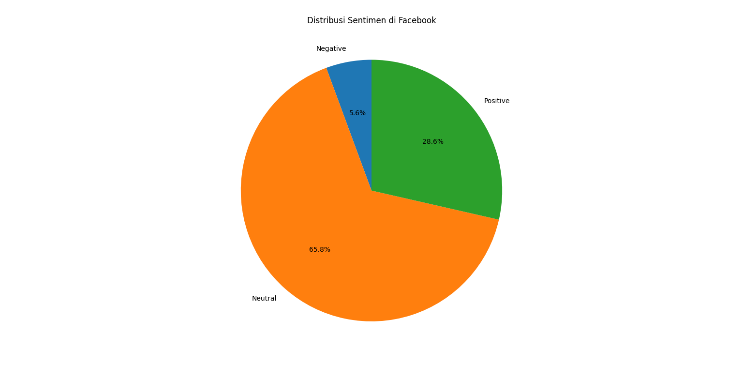 Distribusi Sentimen di Facebook
Negative
Positive
5.6%
28.6%
65.8%
Neutral